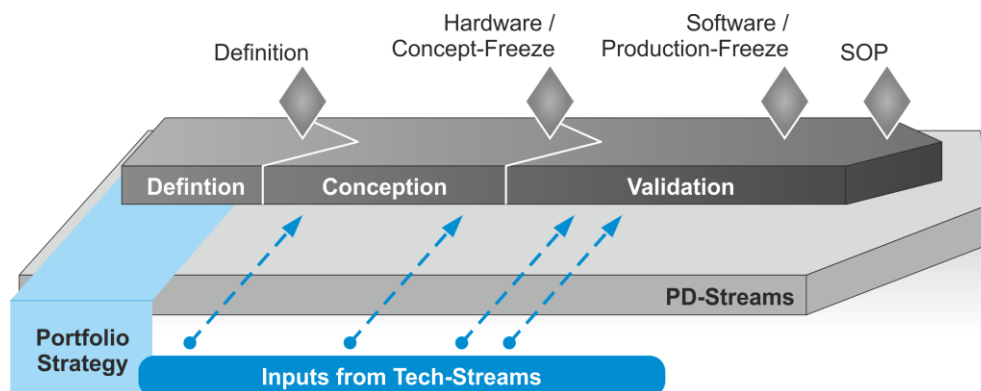 Definition
Hardware /
Concept-Freeze
Software /
Production-Freeze
SOP
Defintion
Conception
Validation
PD-Streams
Portfolio
Strategy
Inputs from Tech-Streams